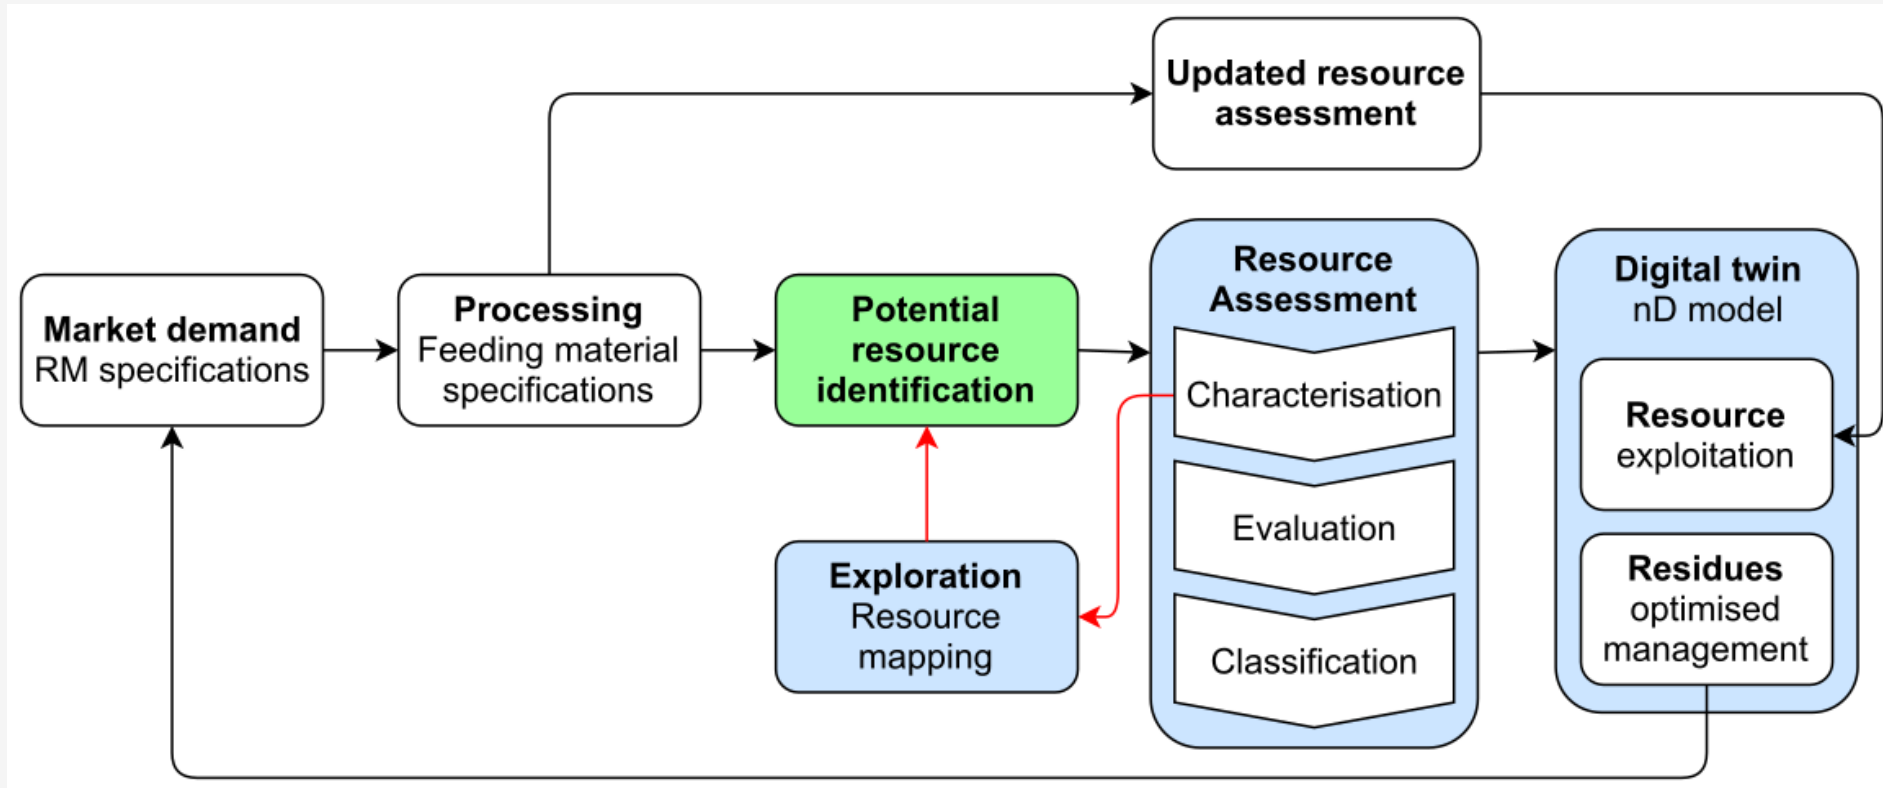 Updated resource
assessment
Market demand
RM specifications
Processing
Feeding material
specifications
Potential
resource
identification
Exploration
Resource
mapping
Resource
Assessment
Characterisation
Evaluation
Classification
Digital twin
nD model
Resource
exploitation
Residues
optimised
management